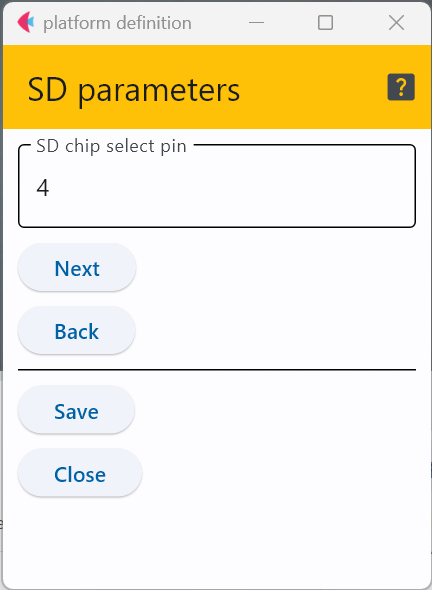 platform definition
SD parameters
?
SD chip select pin
4
Next
Back
Save
Close